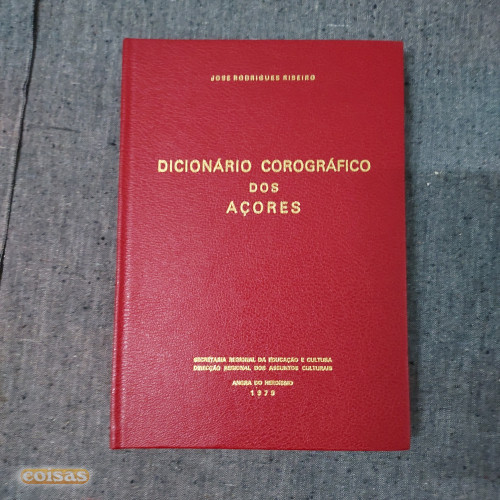 JOSÉ RODRIGUES RIBEIRO
DICIONÁRIO COROGRÁFICO
DOS
AÇORES
SECRETARIA REGIONAL DA EDUCAÇÃO E CULTURA
DIRECÇÃO REGIONAL DOS ASSUNTOS CULTURAIS
ANGRA DO HEROÍSMO
1979
coisas